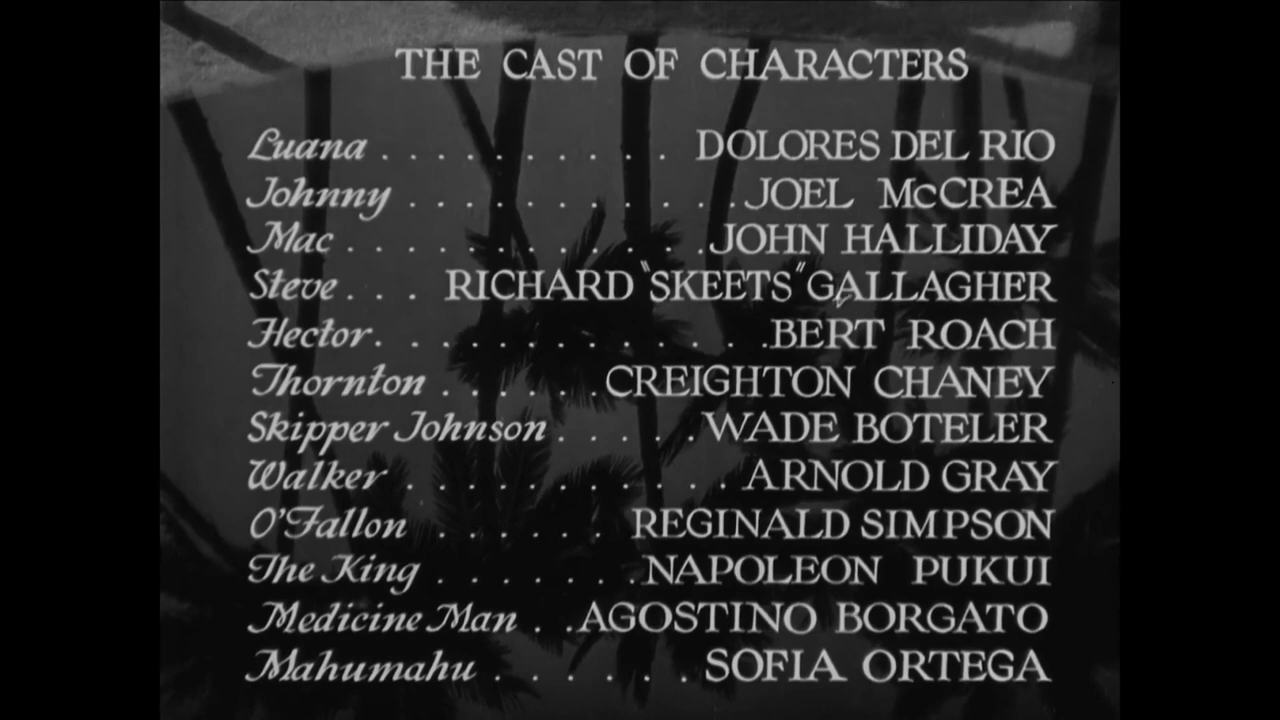 THE CAST OF CHARACTERS
Luana . . . . . . . . . . DOLORES DEL RIO
Johnny . . . . . . . . . . . . JOEL McCREA
Mac . . . . . . . . . . . . . JOHN HALLIDAY
Steve . . . RICHARD "SKEETS" GALLAGHER
Hector . . . . . . . . . . . . . BERT ROACH
Thornton . . . . . . CREIGHTON CHANEY
Skipper Johnson . . . . . WADE BOTELER
Walker . . . . . . . . . . . ARNOLD GRAY
O'Fallon . . . . . . REGINALD SIMPSON
The King . . . . . . . . NAPOLEON PUKUI
Medicine Man . . . AGOSTINO BORGATO
Mahumahu . . . . . . . SOFIA ORTEGA